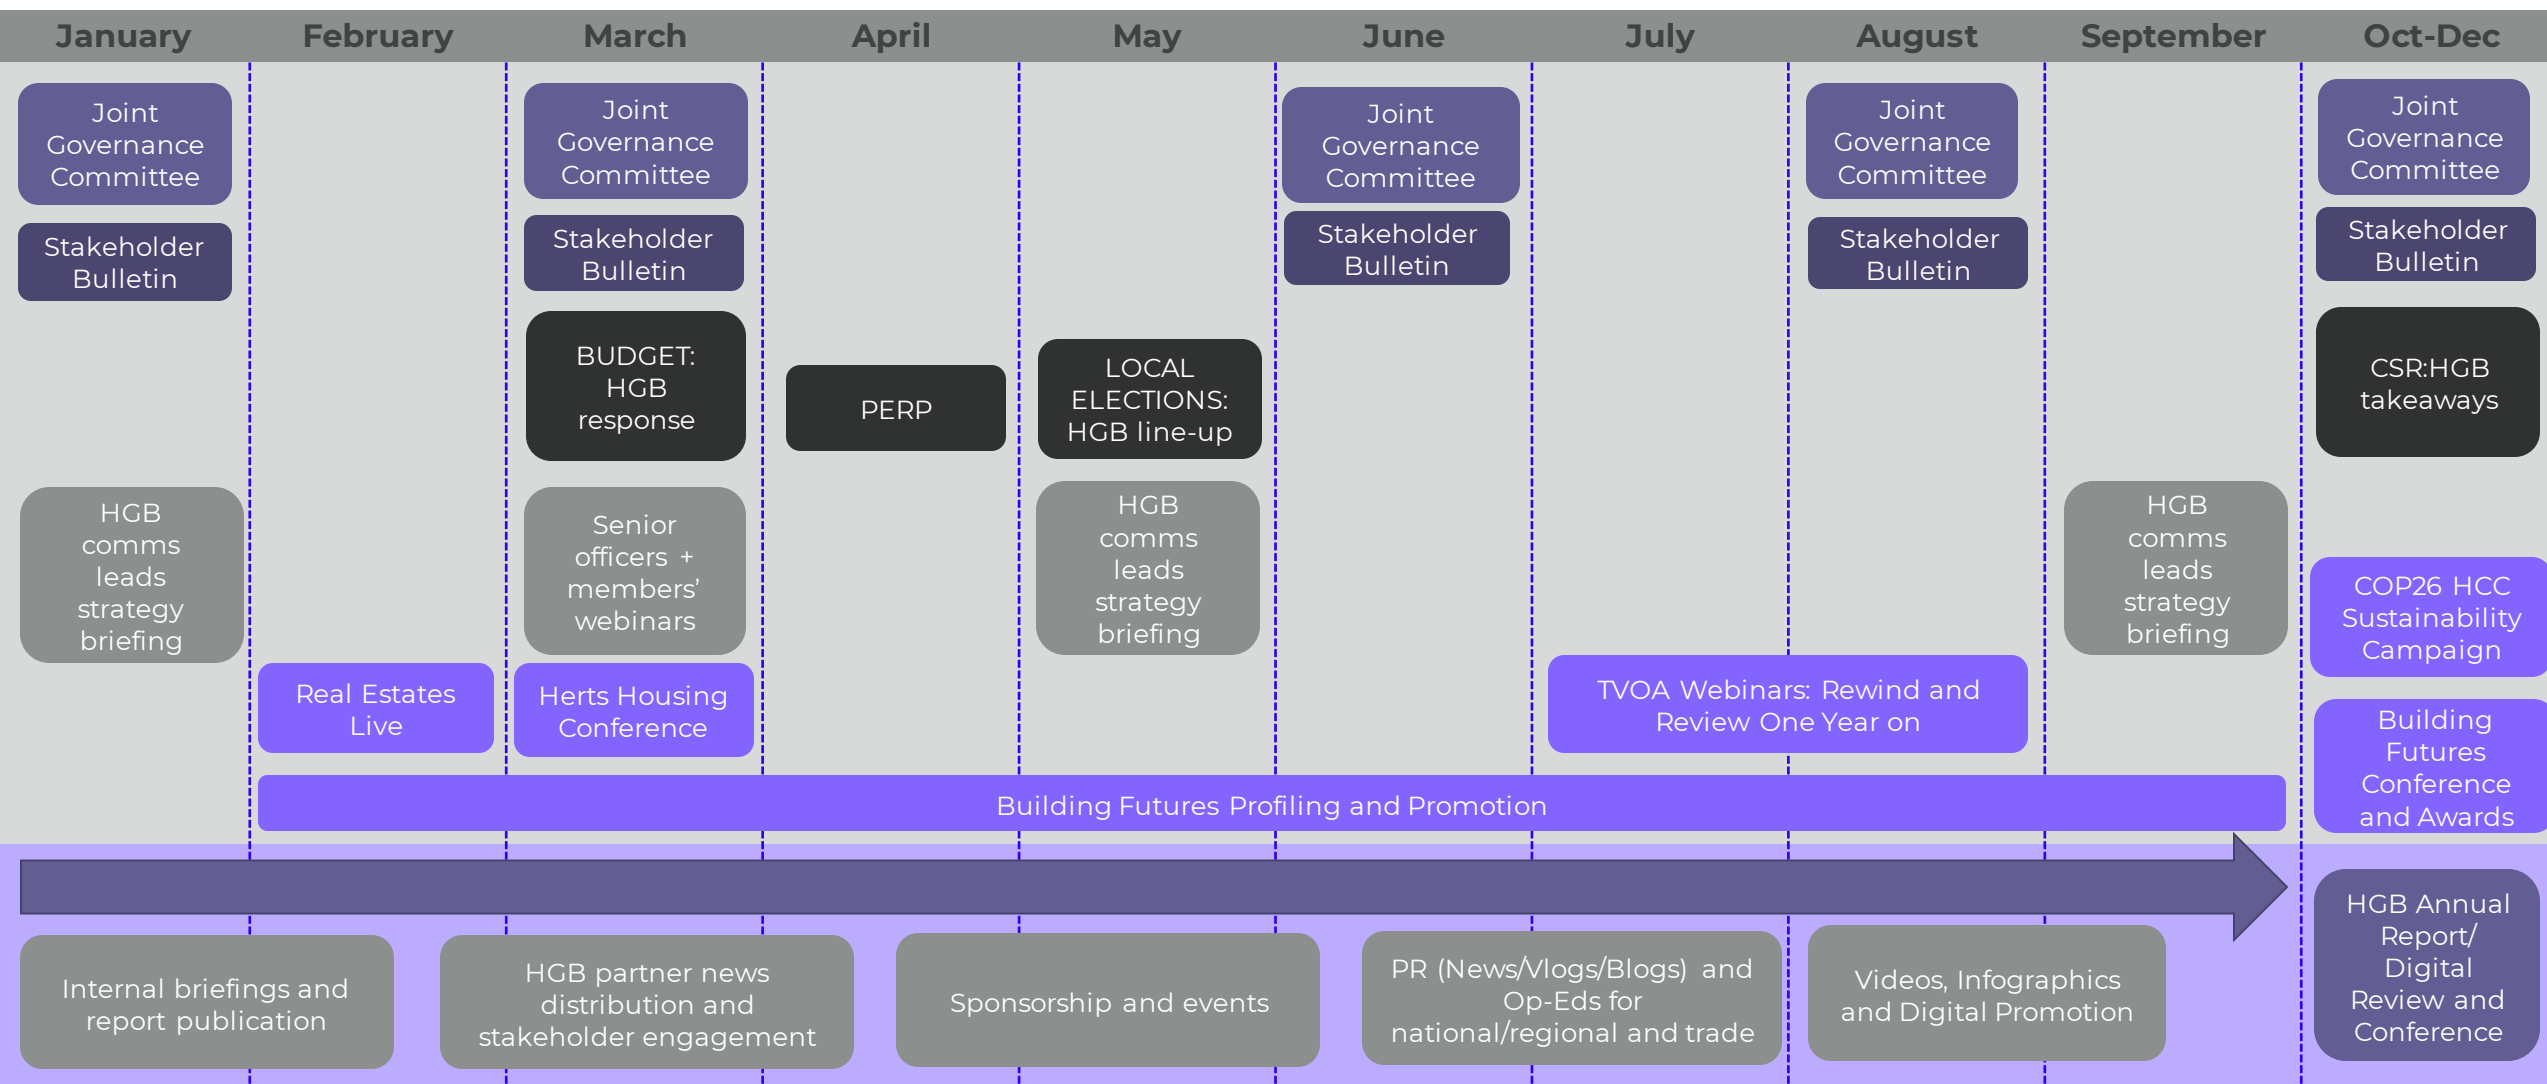 January
February
March
April
May
June
July
August
September
Oct-Dec
Joint
Governance
Committee
Joint
Governance
Committee
Joint
Governance
Committee
Joint
Governance
Committee
Joint
Governance
Committee
Stakeholder
Bulletin
Stakeholder
Bulletin
Stakeholder
Bulletin
Stakeholder
Bulletin
Stakeholder
Bulletin
BUDGET:
HGB
response
PERP
LOCAL
ELECTIONS:
HGB line-up
CSR:HGB
takeaways
HGB
comms
leads
strategy
briefing
Senior
officers +
members’
webinars
HGB
comms
leads
strategy
briefing
HGB
comms
leads
strategy
briefing
COP26 HCC
Sustainability
Campaign
Real Estates
Live
Herts Housing
Conference
TVOA Webinars: Rewind and
Review One Year on
Building
Futures
Conference
and Awards
Building Futures Profiling and Promotion
Internal briefings and
report publication
HGB partner news
distribution and
stakeholder engagement
Sponsorship and events
PR (News/Vlogs/Blogs) and
Op-Eds for
national/regional and trade
Videos, Infographics
and Digital Promotion
HGB Annual
Report/
Digital
Review and
Conference